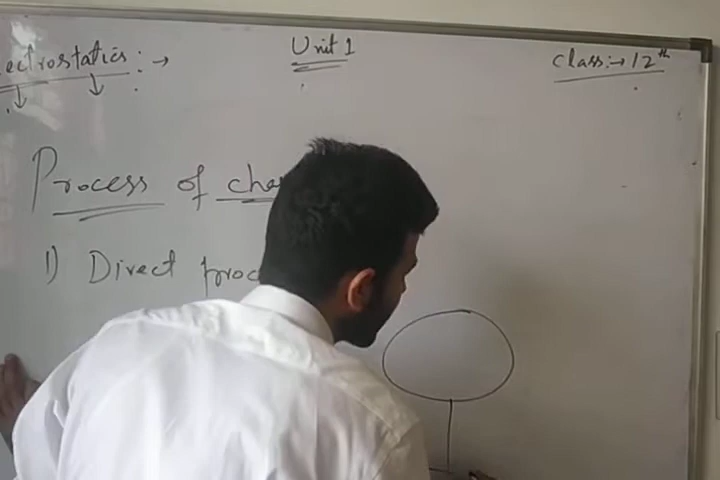 ectrostatics :→ Unit 1 Class:→12th
Process of cha
1) Direct proc